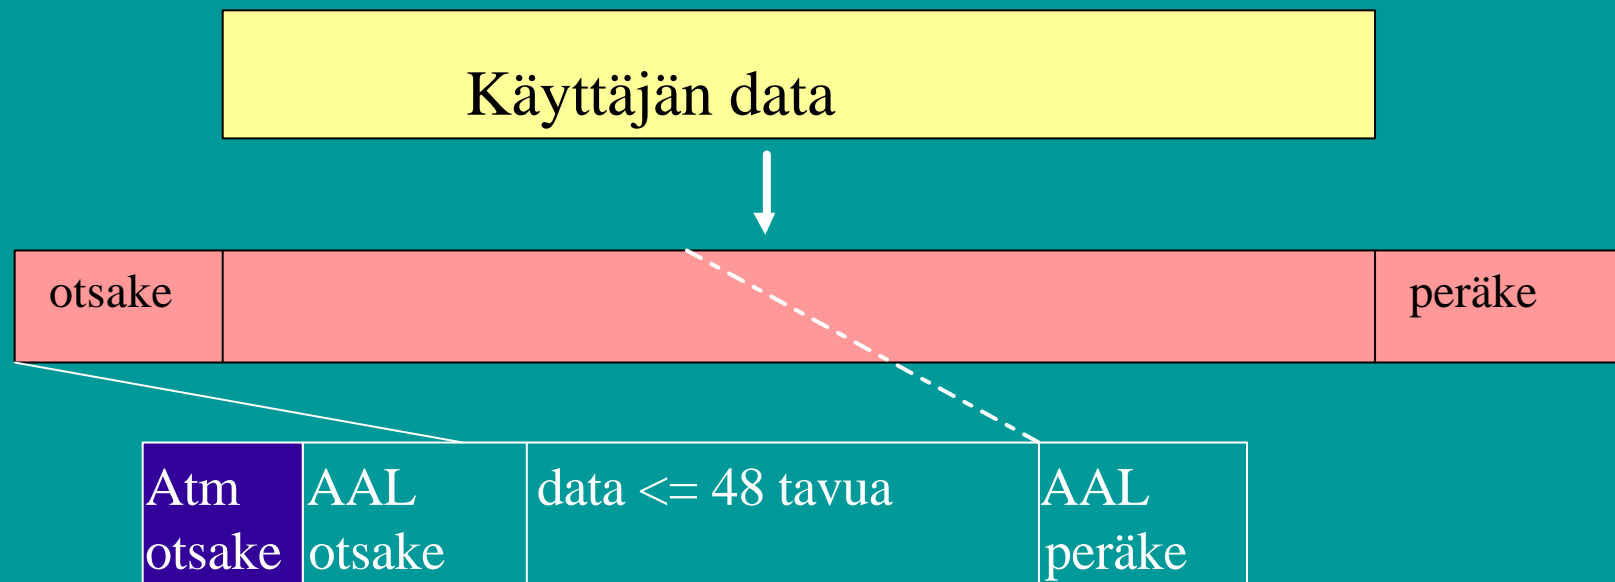 Käyttäjän data
otsake peräke
Atm AAL data <= 48 tavua AAL
otsake otsake peräke